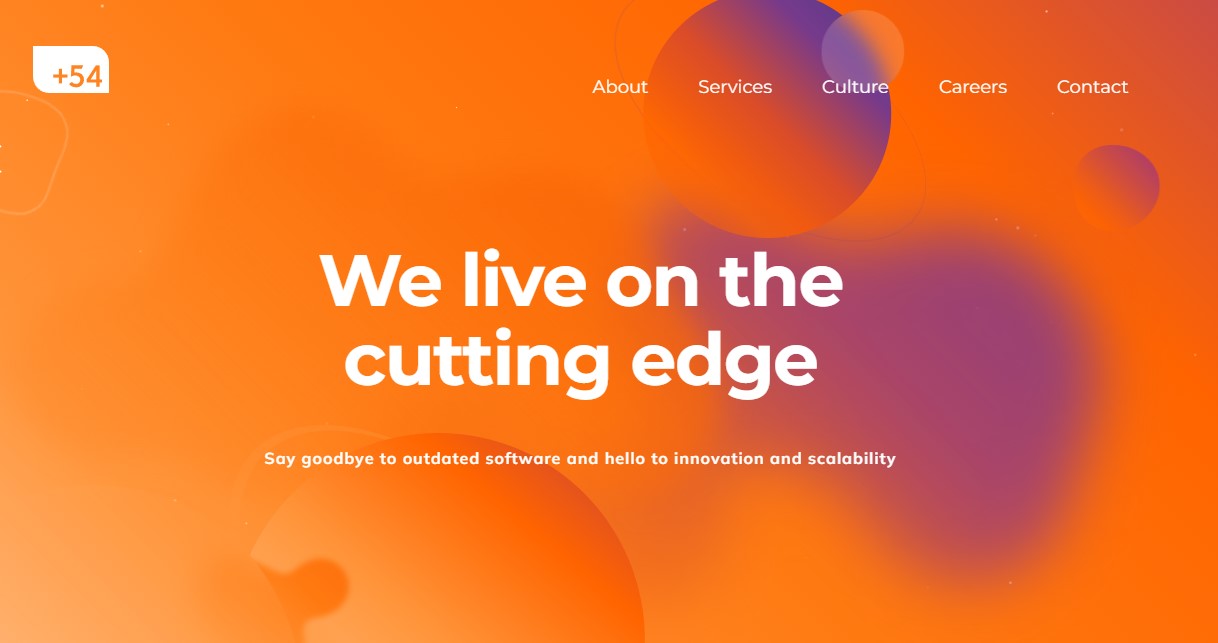 +54
About Services Culture Careers Contact
We live on the
cutting edge
Say goodbye to outdated software and hello to innovation and scalability